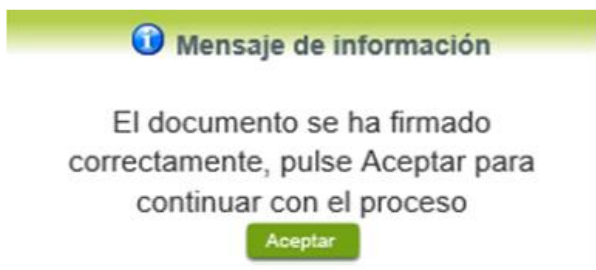 Mensaje de información
El documento se ha firmado
correctamente, pulse Aceptar para
continuar con el proceso
Aceptar